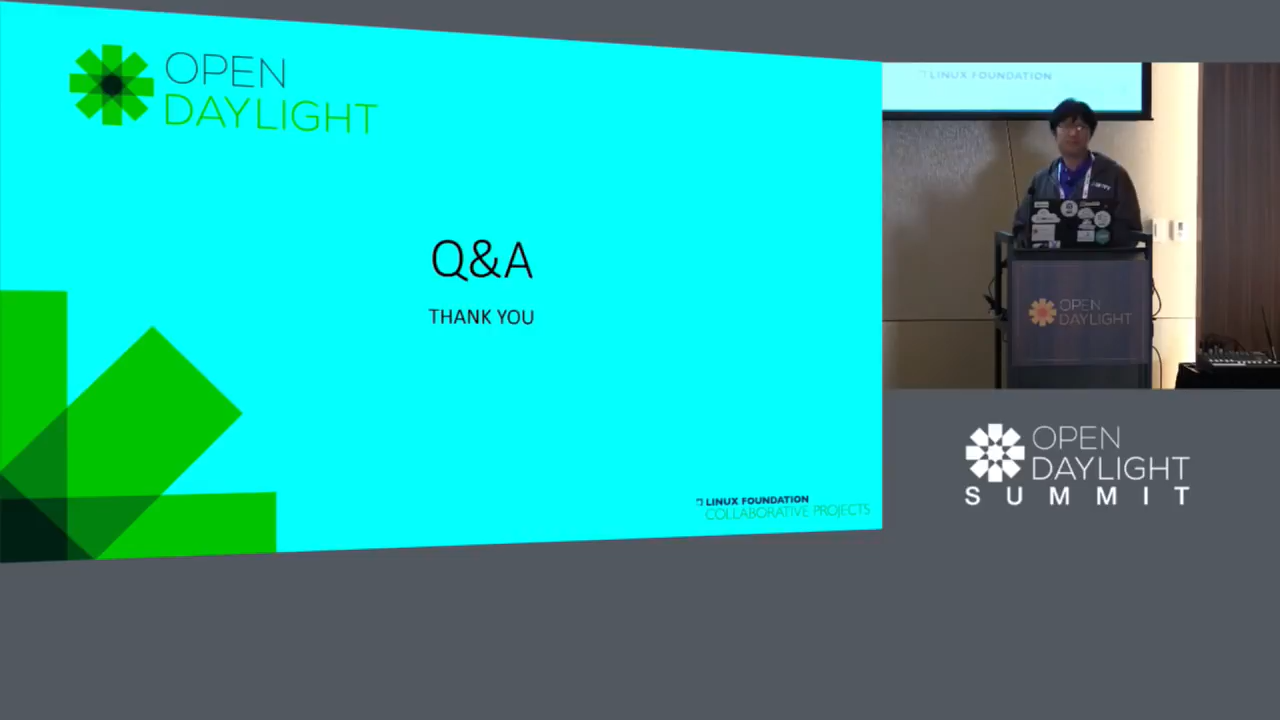 OPEN
DAYLIGHT
Q&A
THANK YOU
LINUX FOUNDATION
COLLABORATIVE PROJECTS
LINUX FOUNDATION
OPEN
DAYLIGHT
OPEN
DAYLIGHT
SUMMIT